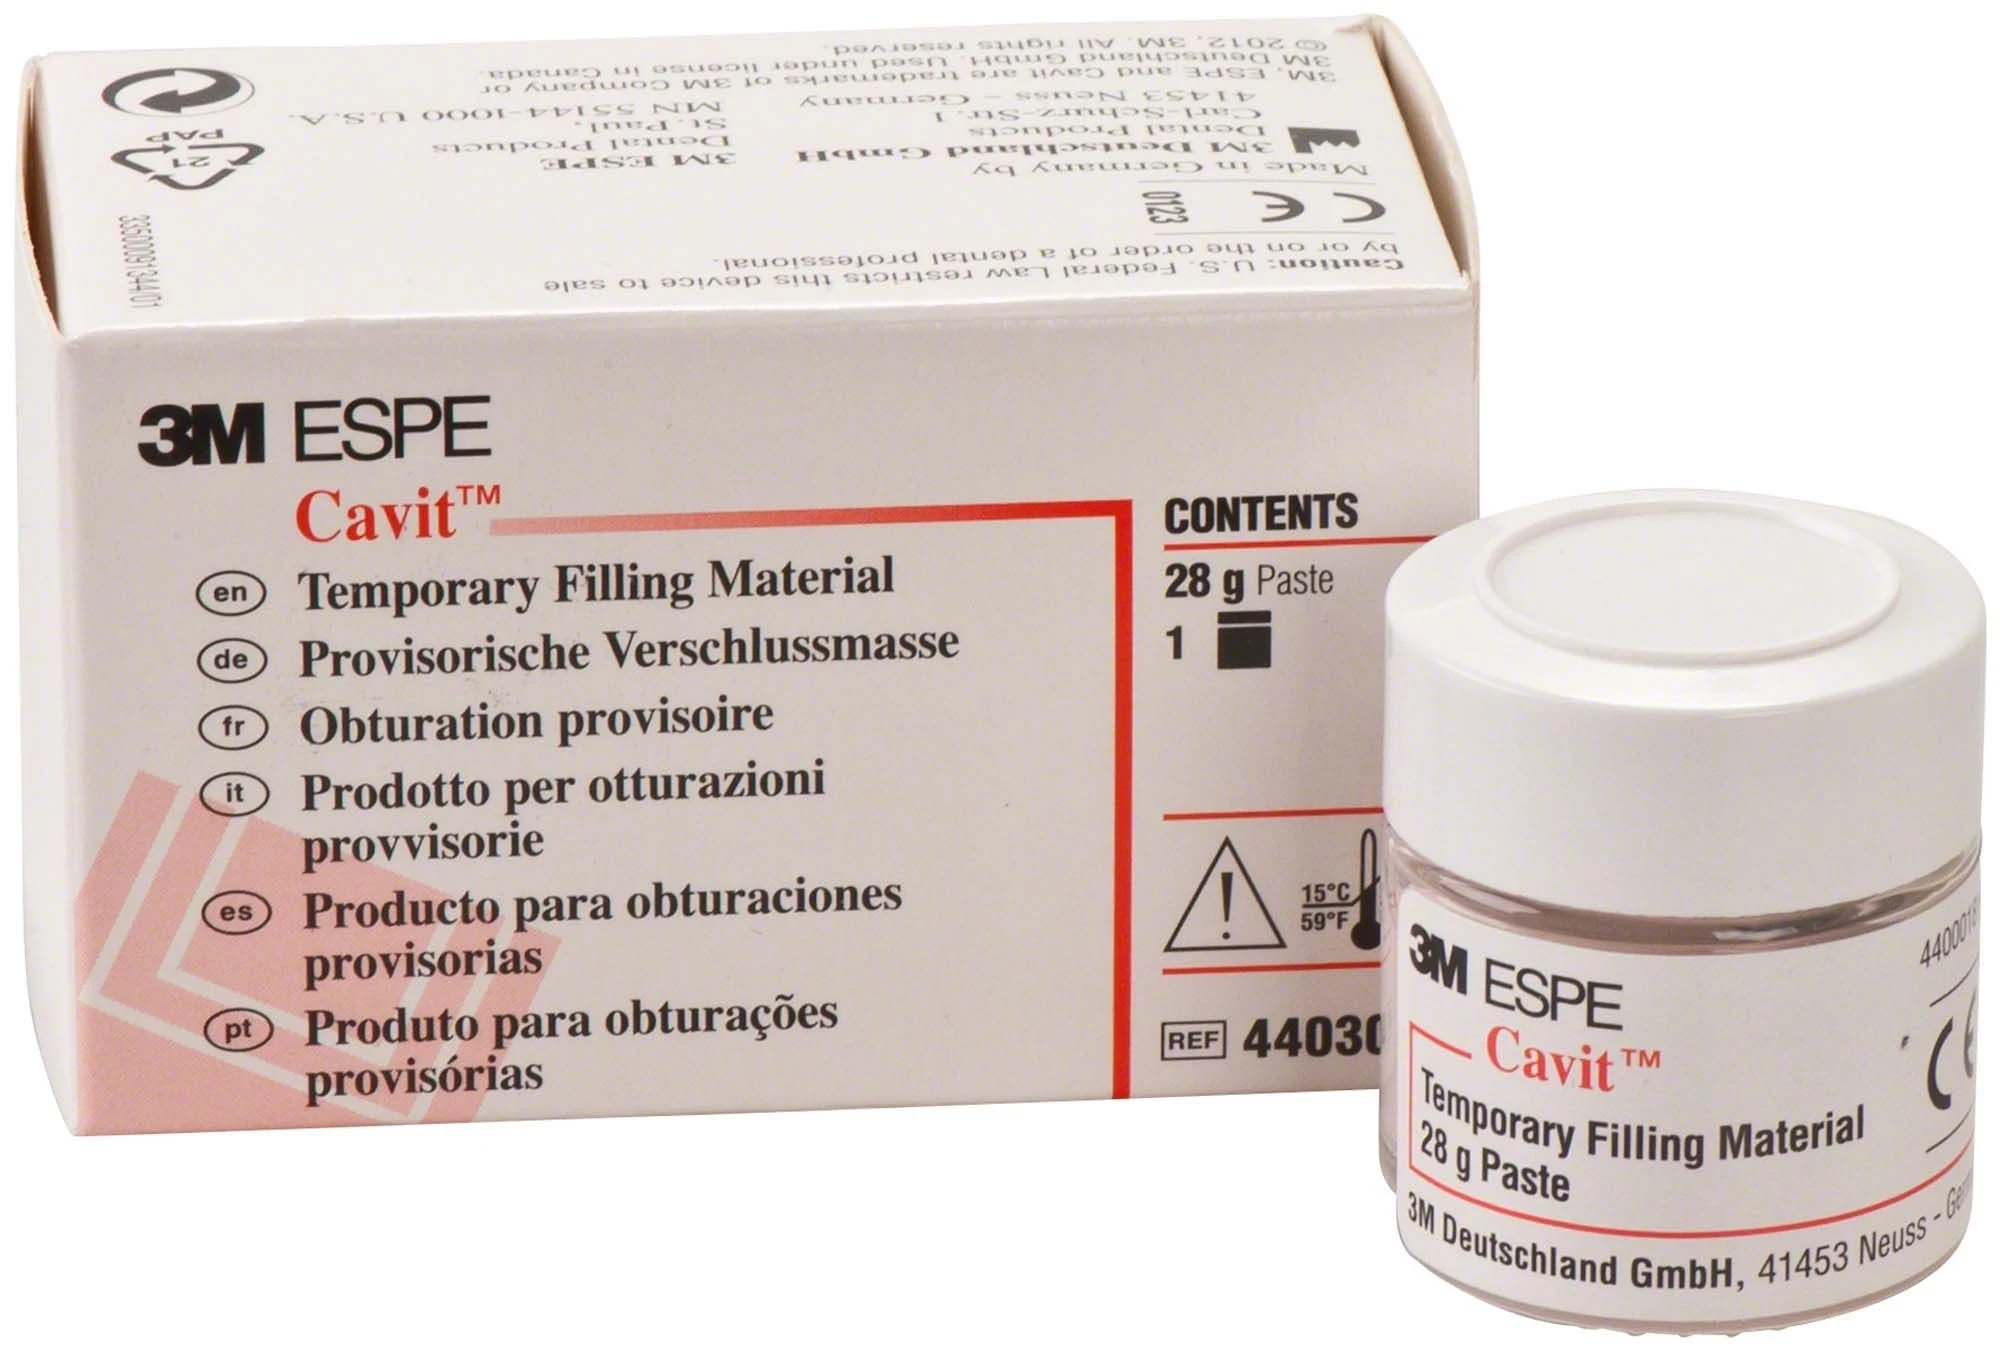 © 2012, 3M. All rights reserved.
3M Deutschland GmbH. Used under license in Canada.
3M, ESPE and Cavit are trademarks of 3M Company or
41453 Neuss – Germany
Carl-Schurz-Str. 1
Dental Products
3M Deutschland GmbH
Made in Germany by
MN 55144-1000 U.S.A.
St. Paul,
Dental Products
3M ESPE
21
PAP
0123
by or on the order of a dental professional.
Caution: U.S. Federal Law restricts this device to sale
3M ESPE
Cavit™
en Temporary Filling Material
de Provisorische Verschlussmasse
fr Obturation provisoire
it Prodotto per otturazioni
provvisorie
es Producto para obturaciones
provisorias
pt Produto para obturações
provisórias
CONTENTS
28 g Paste
1
15°C
59°F
REF 4403
3M ESPE
Cavit™
Temporary Filling Material
28 g Paste
3M Deutschland GmbH, 41453 Neuss -
CE